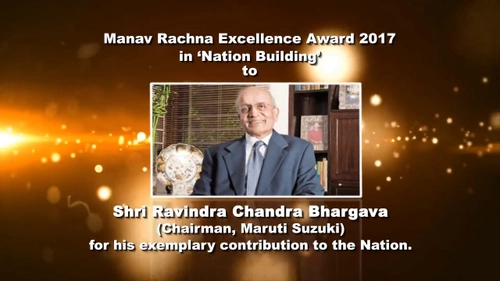 Manav Rachna Excellence Award 2017
in ‘Nation Building’
to
Shri Ravindra Chandra Bhargava
(Chairman, Maruti Suzuki)
for his exemplary contribution to the Nation.